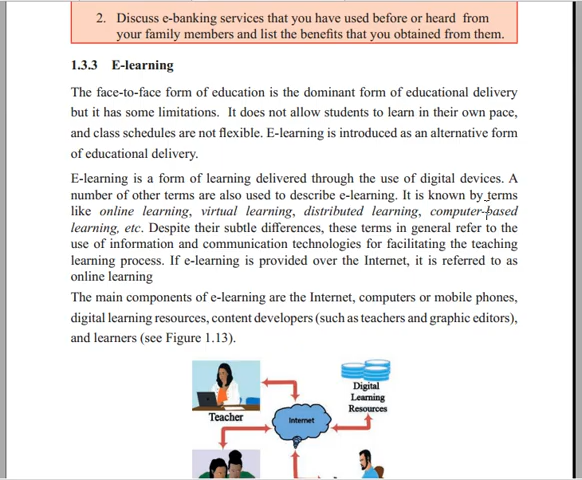 2. Discuss e-banking services that you have used before or heard from
your family members and list the benefits that you obtained from them.
1.3.3 E-learning
The face-to-face form of education is the dominant form of educational delivery
but it has some limitations. It does not allow students to learn in their own pace,
and class schedules are not flexible. E-learning is introduced as an alternative form
of educational delivery.
E-learning is a form of learning delivered through the use of digital devices. A
number of other terms are also used to describe e-learning. It is known by terms
like online learning, virtual learning, distributed learning, computer-based
learning, etc. Despite their subtle differences, these terms in general refer to the
use of information and communication technologies for facilitating the teaching
learning process. If e-learning is provided over the Internet, it is referred to as
online learning
The main components of e-learning are the Internet, computers or mobile phones,
digital learning resources, content developers (such as teachers and graphic editors),
and learners (see Figure 1.13).
Teacher
Internet
Digital
Learning
Resources